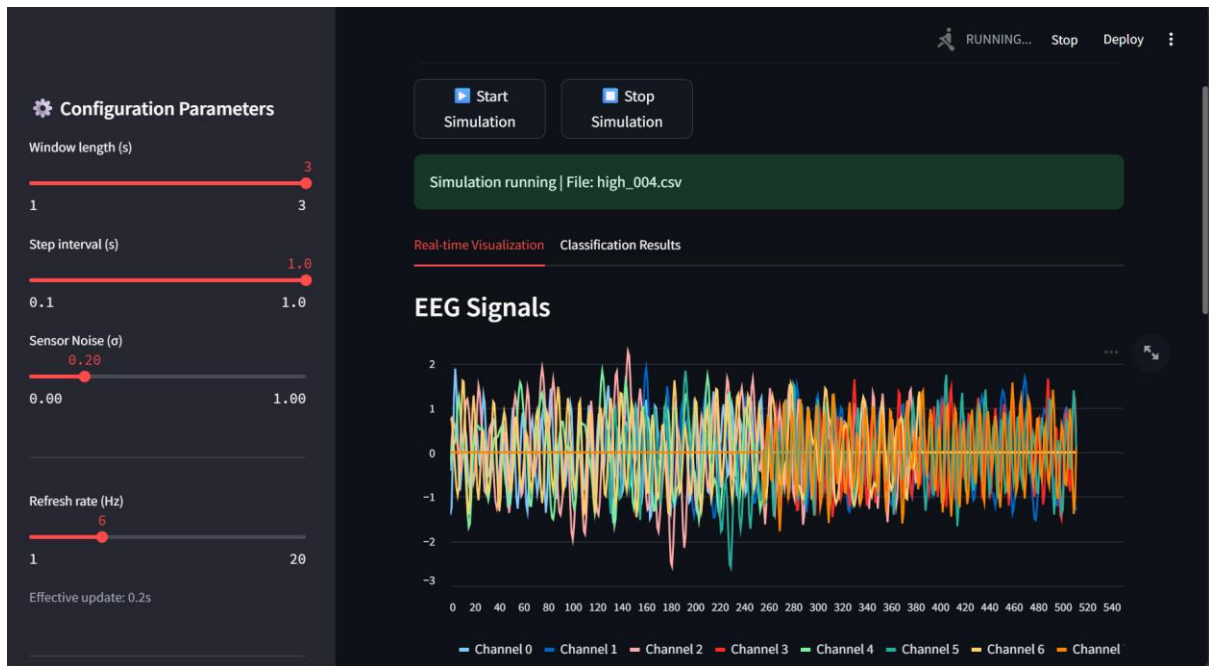 RUNNING... Stop Deploy
Configuration Parameters
Window length (s)
3
1 3
Step interval (s)
1.0
0.1 1.0
Sensor Noise (σ)
0.20
0.00 1.00
Refresh rate (Hz)
6
1 20
Effective update: 0.2s
Start
Simulation
Stop
Simulation
Simulation running | File: high_004.csv
Real-time Visualization Classification Results
EEG Signals
2
1
0
−1
−2
−3
0 20 40 60 80 100 120 140 160 180 200 220 240 260 280 300 320 340 360 380 400 420 440 460 480 500 520 540
Channel 0 Channel 1 Channel 2 Channel 3 Channel 4 Channel 5 Channel 6 Channel